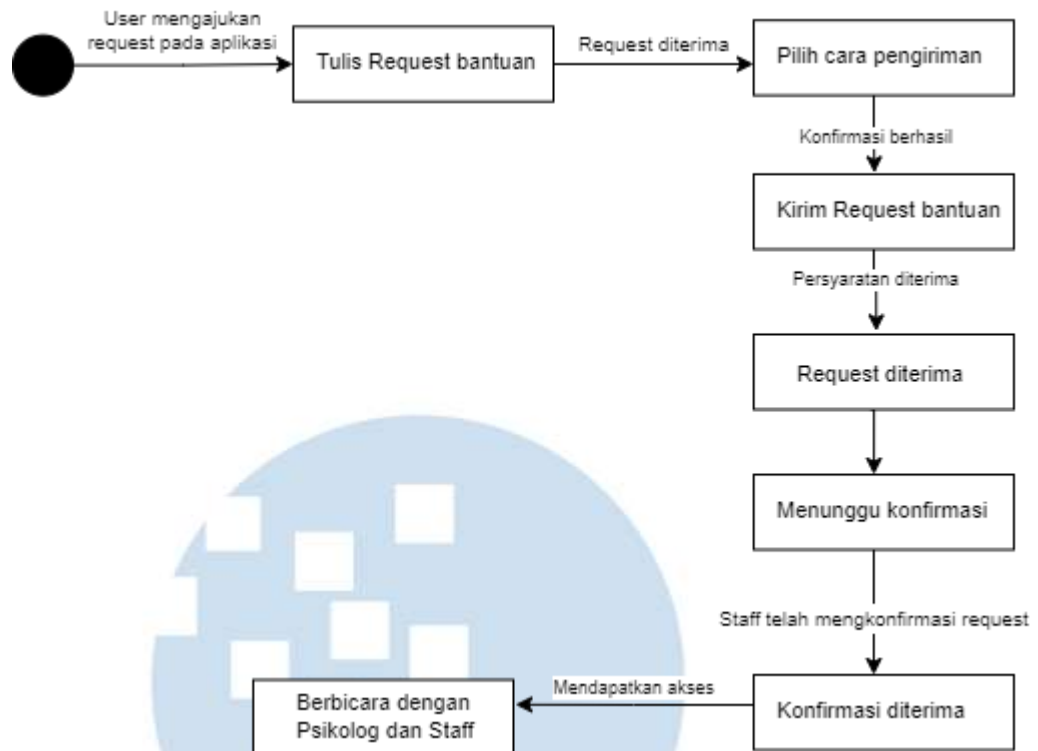 User mengajukan
request pada aplikasi
Tulis Request bantuan
Request diterima
Pilih cara pengiriman
Konfirmasi berhasil
Kirim Request bantuan
Persyaratan diterima
Request diterima
Menunggu konfirmasi
Staff telah mengkonfirmasi request
Konfirmasi diterima
Mendapatkan akses
Berbicara dengan
Psikolog dan Staff